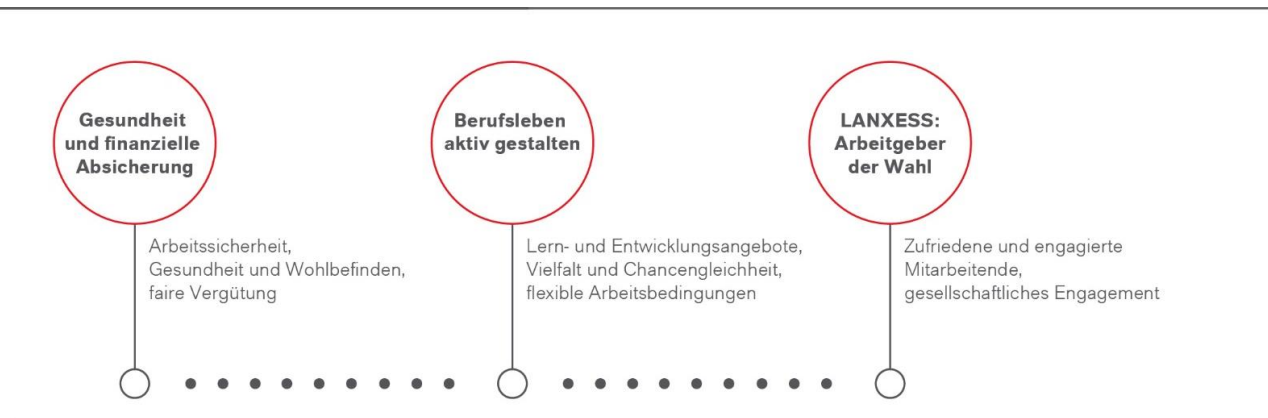 Gesundheit
und finanzielle
Absicherung
Arbeitssicherheit,
Gesundheit und Wohlbefinden,
faire Vergütung
Berufsleben
aktiv gestalten
Lern- und Entwicklungsangebote,
Vielfalt und Chancengleichheit,
flexible Arbeitsbedingungen
LANXESS:
Arbeitgeber
der Wahl
Zufriedene und engagierte
Mitarbeitende,
gesellschaftliches Engagement